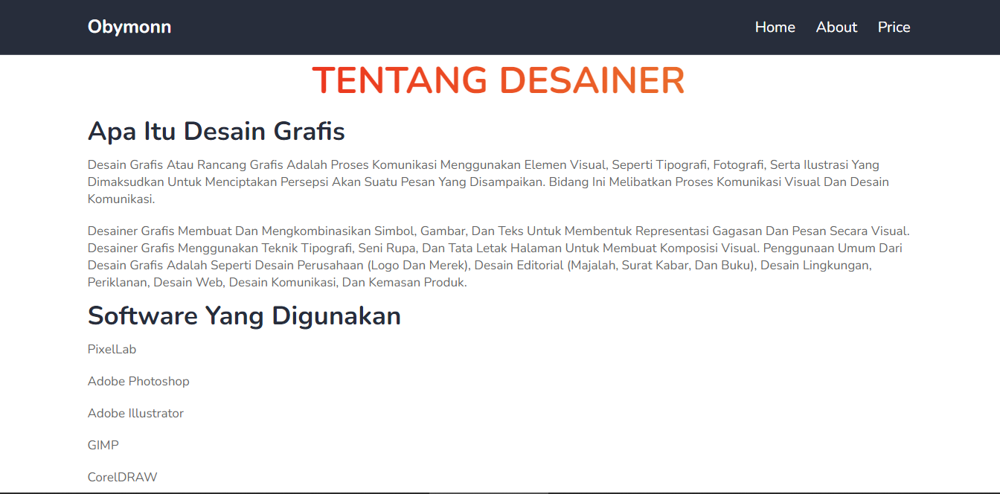 Obymonn
Home About Price
TENTANG DESAINER
Apa Itu Desain Grafis
Desain Grafis Atau Rancang Grafis Adalah Proses Komunikasi Menggunakan Elemen Visual, Seperti Tipografi, Fotografi, Serta Ilustrasi Yang
Dimaksudkan Untuk Menciptakan Persepsi Akan Suatu Pesan Yang Disampaikan. Bidang Ini Melibatkan Proses Komunikasi Visual Dan Desain
Komunikasi.
Desainer Grafis Membuat Dan Mengkombinasikan Simbol, Gambar, Dan Teks Untuk Membentuk Representasi Gagasan Dan Pesan Secara Visual.
Desainer Grafis Menggunakan Teknik Tipografi, Seni Rupa, Dan Tata Letak Halaman Untuk Membuat Komposisi Visual. Penggunaan Umum Dari
Desain Grafis Adalah Seperti Desain Perusahaan (Logo Dan Merek), Desain Editorial (Majalah, Surat Kabar, Dan Buku), Desain Lingkungan,
Periklanan, Desain Web, Desain Komunikasi, Dan Kemasan Produk.
Software Yang Digunakan
PixelLab
Adobe Photoshop
Adobe Illustrator
GIMP
CorelDRAW